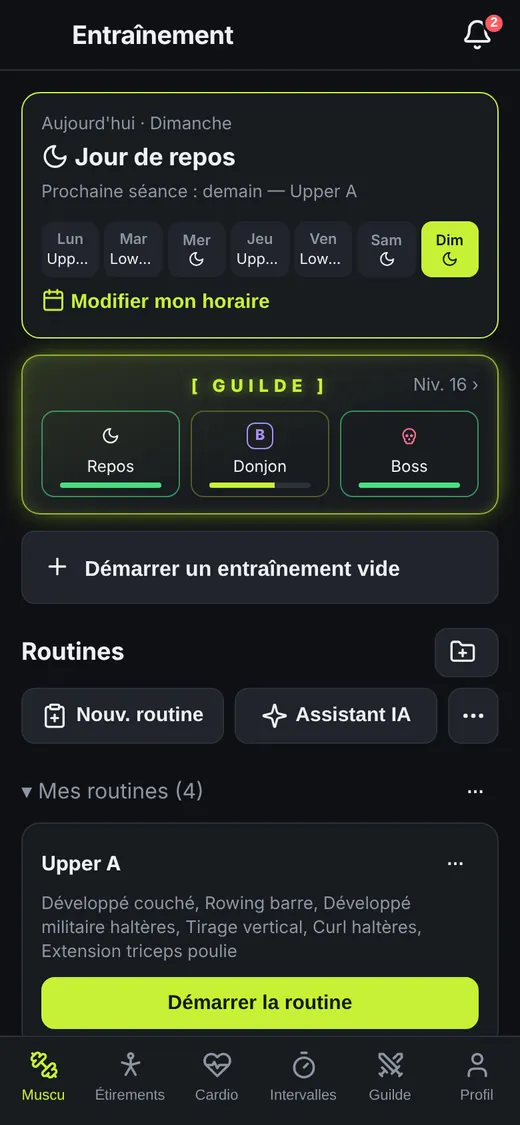 Entraînement
2
Aujourd'hui · Dimanche
Jour de repos
Prochaine séance : demain — Upper A
Lun Mar Mer Jeu Ven Sam Dim
Upp... Low... Upp... Low...
Modifier mon horaire
[ GUILDE ]
Niv. 16 ›
B
Repos Donjon Boss
Démarrer un entraînement vide
Routines
Nouv. routine
Assistant IA
...
▾ Mes routines (4)
...
Upper A
...
Développé couché, Rowing barre, Développé
militaire haltères, Tirage vertical, Curl haltères,
Extension triceps poulie
Démarrer la routine
Muscu Étirements Cardio Intervalles Guilde Profil